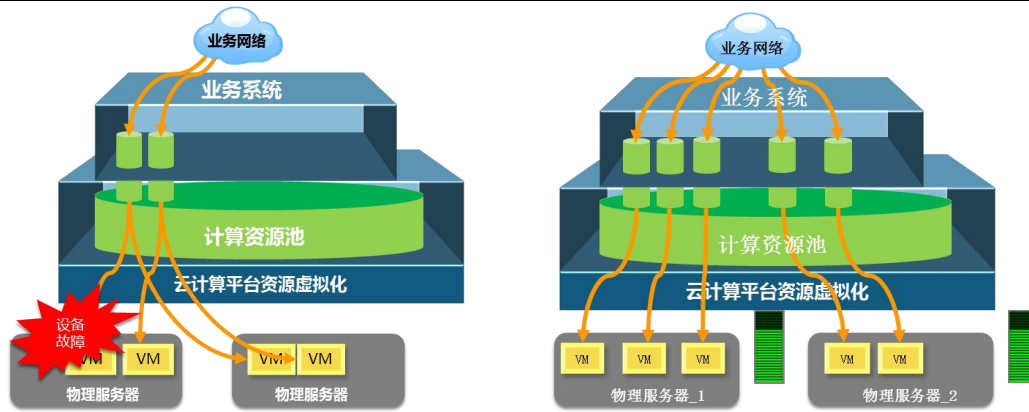 业务网络
业务系统
计算资源池
云计算平台资源虚拟化
设备
故障
VM
VM
VM
VM
物理服务器
物理服务器
业务网络
业务系统
计算资源池
云计算平台资源虚拟化
VM
VM
VM
VM
VM
物理服务器_1
物理服务器_2